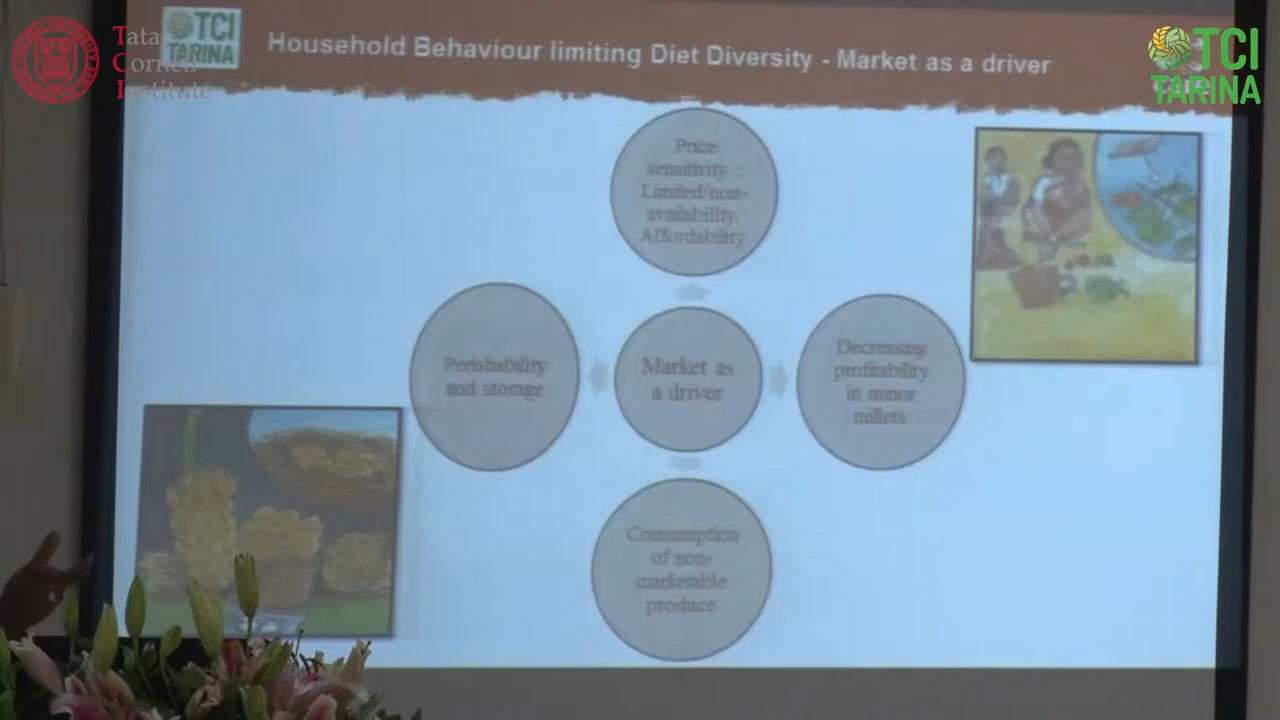 Tata
Cornell
Institute
TCI
TARINA
Household Behaviour limiting Diet Diversity - Market as a driver
TCI
TARINA
Price
sensitivity :
Limited/non-
availability,
Affordability
Perishability
and storage
Market as
a driver
Decreasing
profitability
in minor
millets
Consumption
of non-
marketable
produce